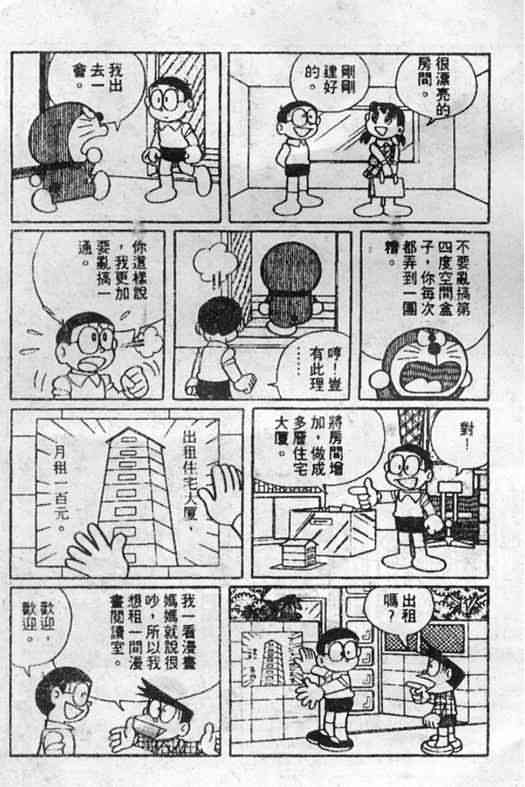 很漂亮的
房間。
剛剛
建好
的。
我出
去一
會。
不要亂搞第
四度空間盒
子，你每次
都弄到一團
糟。
哼！豈
有此理
……
你這樣說
，我更加
要亂搞一
通。
對！
將房間增
加，做成
多層住宅
大廈。
出租住宅大廈，
月租一百元。
出租
嗎？
我一看漫畫
媽媽就說很
吵，所以我
想租一間漫
畫閱讀室。
歡迎，
歡迎。